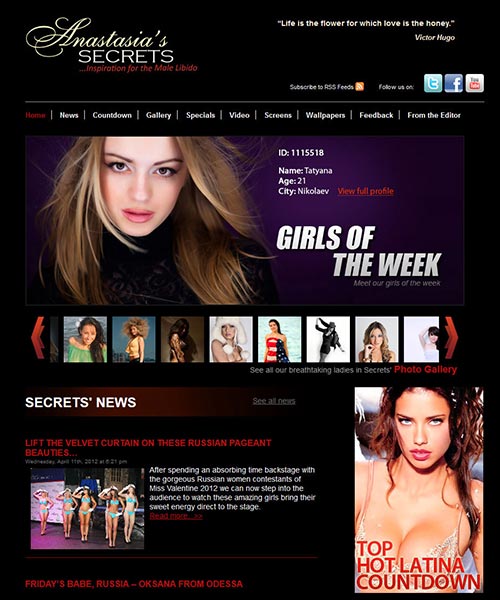 Anastasia's
SECRETS
...Inspiration for the Male Libido
“Life is the flower for which love is the honey.”
Victor Hugo
Subscribe to RSS Feeds
Follow us on:
You
Tube
Home
News
Countdown
Gallery
Specials
Video
Screens
Wallpapers
Feedback
From the Editor
ID: 1115518
Name: Tatyana
Age: 21
City: Nikolaev View full profile
GIRLS OF
THE WEEK
Meet our girls of the week
See all our breathtaking ladies in Secrets' Photo Gallery
SECRETS' NEWS
See all news
LIFT THE VELVET CURTAIN ON THESE RUSSIAN PAGEANT
BEAUTIES…
Wednesday, April 11th, 2012 at 6:21 pm
After spending an absorbing time backstage with
the gorgeous Russian women contestants of
Miss Valentine 2012 we can now step into the
audience to watch these amazing girls bring their
sweet energy direct to the stage.
Read more...>>
TOP
HOT LATINA
COUNTDOWN
FRIDAY'S BABE, RUSSIA – OKSANA FROM ODESSA